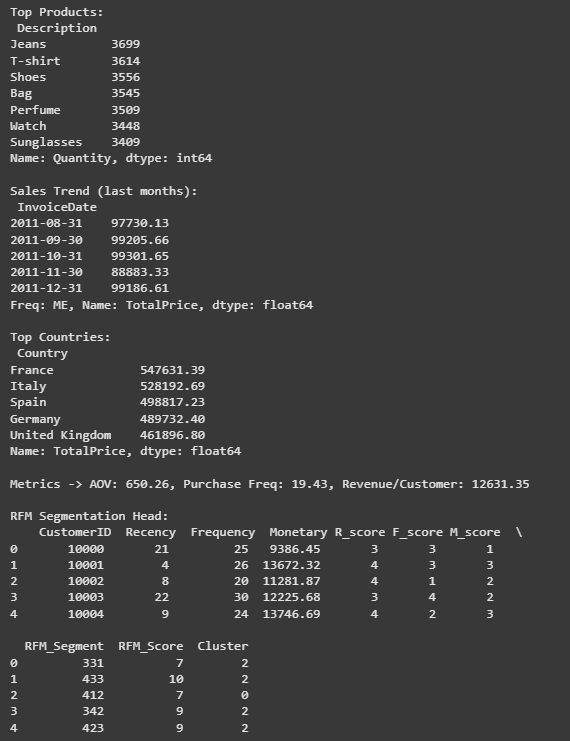 Top Products:
Description
Jeans 3699
T-shirt 3614
Shoes 3556
Bag 3545
Perfume 3509
Watch 3448
Sunglasses 3409
Name: Quantity, dtype: int64
Sales Trend (last months):
InvoiceDate
2011-08-31 97730.13
2011-09-30 99205.66
2011-10-31 99301.65
2011-11-30 88883.33
2011-12-31 99186.61
Freq: ME, Name: TotalPrice, dtype: float64
Top Countries:
Country
France 547631.39
Italy 528192.69
Spain 498817.23
Germany 489732.40
United Kingdom 461896.80
Name: TotalPrice, dtype: float64
Metrics -> AOV: 650.26, Purchase Freq: 19.43, Revenue/Customer: 12631.35
RFM Segmentation Head:
CustomerID Recency Frequency Monetary R_score F_score M_score \
0 10000 21 25 9386.45 3 3 1
1 10001 4 26 13672.32 4 3 3
2 10002 8 20 11281.87 4 1 2
3 10003 22 30 12225.68 3 4 2
4 10004 9 24 13746.69 4 2 3
RFM_Segment RFM_Score Cluster
0 331 7 2
1 433 10 2
2 412 7 0
3 342 9 2
4 423 9 2